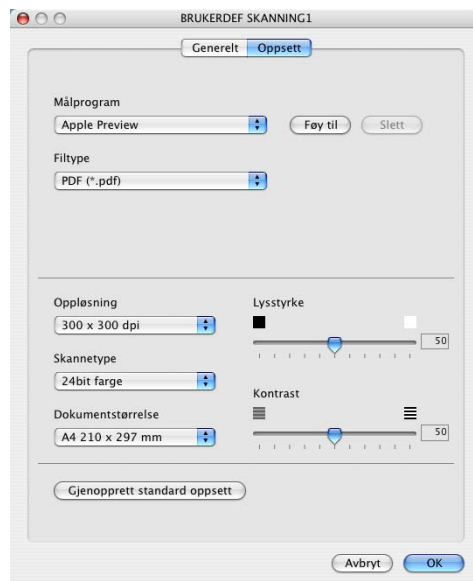 BRUKERDEF SKANNING1
Generelt Oppsett
Målprogram
Apple Preview Føy til Slett
Filtype
PDF (*.pdf)
Oppløsning Lysstyrke
300 x 300 dpi 50
Skannetype
24bit farge
Kontrast
Dokumentstørrelse
A4 210 x 297 mm 50
Gjenopprett standard oppsett
Avbryt OK